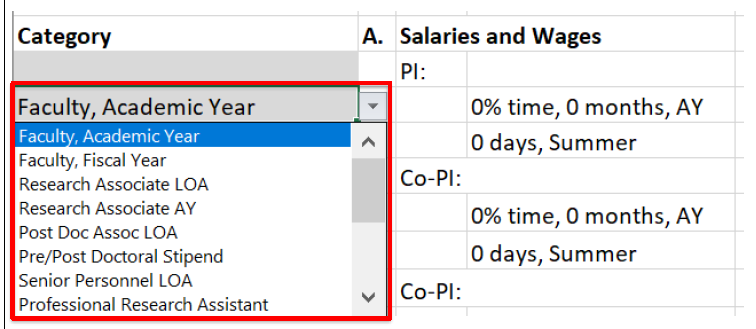 Category A. Salaries and Wages
PI:
Faculty, Academic Year 0% time, 0 months, AY
Faculty, Academic Year
0 days, Summer
Faculty, Fiscal Year
Research Associate LOA Co-PI:
Research Associate AY 0% time, 0 months, AY
Post Doc Assoc LOA
Pre/Post Doctoral Stipend 0 days, Summer
Senior Personnel LOA
Professional Research Assistant Co-PI: